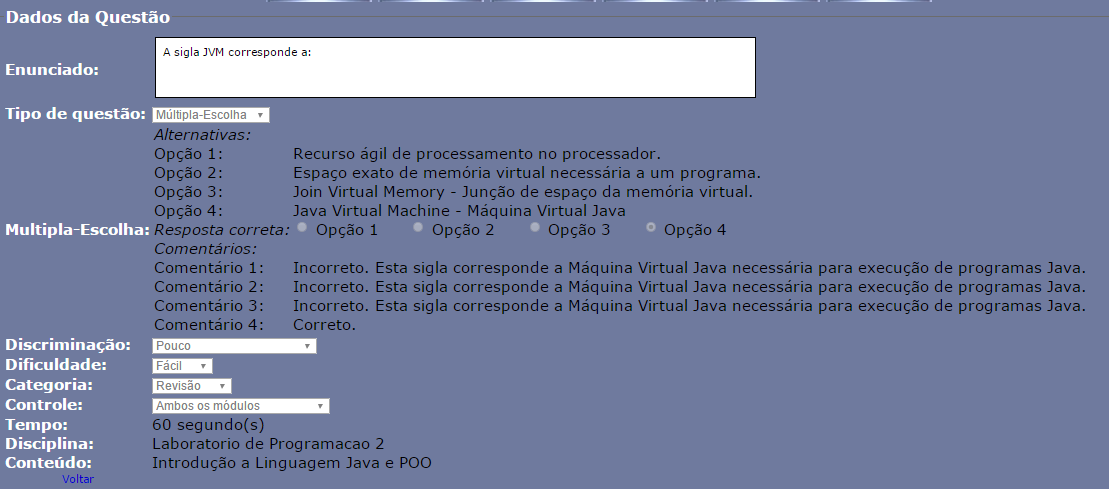 Dados da Questão
Enunciado: A sigla JVM corresponde a:
Tipo de questão: Múltipla-Escolha
Alternativas:
Opção 1: Recurso ágil de processamento no processador.
Opção 2: Espaço exato de memória virtual necessária a um programa.
Opção 3: Join Virtual Memory - Junção de espaço da memória virtual.
Opção 4: Java Virtual Machine - Máquina Virtual Java
Multipla-Escolha: Resposta correta: Opção 1 Opção 2 Opção 3 Opção 4
Comentários:
Comentário 1: Incorreto. Esta sigla corresponde a Máquina Virtual Java necessária para execução de programas Java.
Comentário 2: Incorreto. Esta sigla corresponde a Máquina Virtual Java necessária para execução de programas Java.
Comentário 3: Incorreto. Esta sigla corresponde a Máquina Virtual Java necessária para execução de programas Java.
Comentário 4: Correto.
Discriminação: Pouco
Dificuldade: Fácil
Categoria: Revisão
Controle: Ambos os módulos
Tempo: 60 segundo(s)
Disciplina: Laboratorio de Programacao 2
Conteúdo: Introdução a Linguagem Java e POO
Voltar